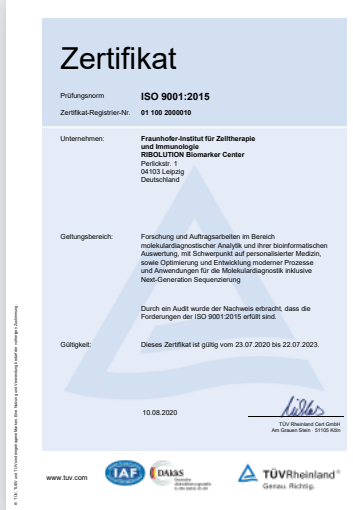 Zertifikat
Prüfungsnorm ISO 9001:2015
Zertifikat-Registrier-Nr. 01 100 2000010
Unternehmen: Fraunhofer-Institut für Zelltherapie
und Immunologie
RIBOLUTION Biomarker Center
Perlickstr. 1
04103 Leipzig
Deutschland
Geltungsbereich: Forschung und Auftragsarbeiten im Bereich
molekulardiagnostischer Analytik und ihrer bioinformatischen
Auswertung, mit Schwerpunkt auf personalisierter Medizin,
sowie Optimierung und Entwicklung moderner Prozesse
und Anwendungen für die Molekulardiagnostik inklusive
Next-Generation Sequenzierung
Durch ein Audit wurde der Nachweis erbracht, dass die
Forderungen der ISO 9001:2015 erfüllt sind.
Gültigkeit: Dieses Zertifikat ist gültig vom 23.07.2020 bis 22.07.2023.
10.08.2020
TÜV Rheinland Cert GmbH
Am Grauen Stein · 51105 Köln
www.tuv.com
IAF
DAkkS
Deutsche
Akkreditierungsstelle
TÜVRheinland®
Genau. Richtig.